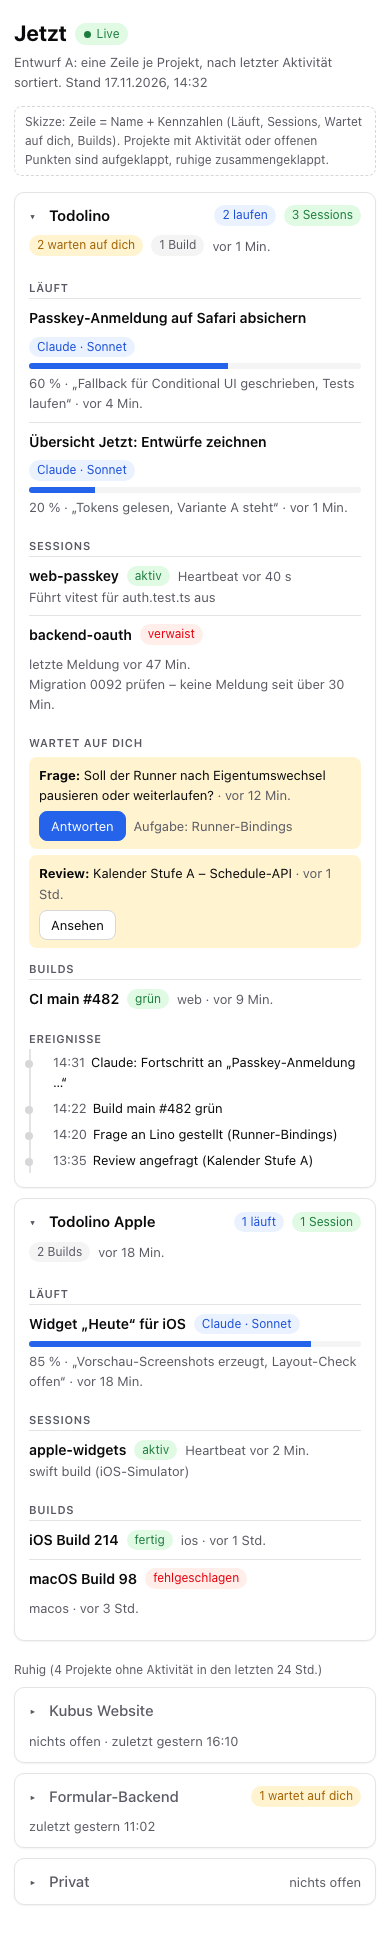 Jetzt Live
Entwurf A: eine Zeile je Projekt, nach letzter Aktivität
sortiert. Stand 17.11.2026, 14:32
Skizze: Zeile = Name + Kennzahlen (Läuft, Sessions, Wartet
auf dich, Builds). Projekte mit Aktivität oder offenen
Punkten sind aufgeklappt, ruhige zusammengeklappt.
Todolino 2 laufen 3 Sessions
2 warten auf dich 1 Build vor 1 Min.
LÄUFT
Passkey-Anmeldung auf Safari absichern
Claude · Sonnet
60 % · „Fallback für Conditional UI geschrieben, Tests
laufen“ · vor 4 Min.
Übersicht Jetzt: Entwürfe zeichnen
Claude · Sonnet
20 % · „Tokens gelesen, Variante A steht“ · vor 1 Min.
SESSIONS
web-passkey aktiv Heartbeat vor 40 s
Führt vitest für auth.test.ts aus
backend-oauth verwaist
letzte Meldung vor 47 Min.
Migration 0092 prüfen – keine Meldung seit über 30
Min.
WARTET AUF DICH
Frage: Soll der Runner nach Eigentumswechsel
pausieren oder weiterlaufen? · vor 12 Min.
Antworten Aufgabe: Runner-Bindings
Review: Kalender Stufe A – Schedule-API · vor 1
Std.
Ansehen
BUILDS
CI main #482 grün web · vor 9 Min.
EREIGNISSE
14:31 Claude: Fortschritt an „Passkey-Anmeldung
…“
14:22 Build main #482 grün
14:20 Frage an Lino gestellt (Runner-Bindings)
13:35 Review angefragt (Kalender Stufe A)
Todolino Apple 1 läuft 1 Session
2 Builds vor 18 Min.
LÄUFT
Widget „Heute“ für iOS Claude · Sonnet
85 % · „Vorschau-Screenshots erzeugt, Layout-Check
offen“ · vor 18 Min.
SESSIONS
apple-widgets aktiv Heartbeat vor 2 Min.
swift build (iOS-Simulator)
BUILDS
iOS Build 214 fertig ios · vor 1 Std.
macOS Build 98 fehlgeschlagen
macos · vor 3 Std.
Ruhig (4 Projekte ohne Aktivität in den letzten 24 Std.)
Kubus Website
nichts offen · zuletzt gestern 16:10
Formular-Backend 1 wartet auf dich
zuletzt gestern 11:02
Privat nichts offen